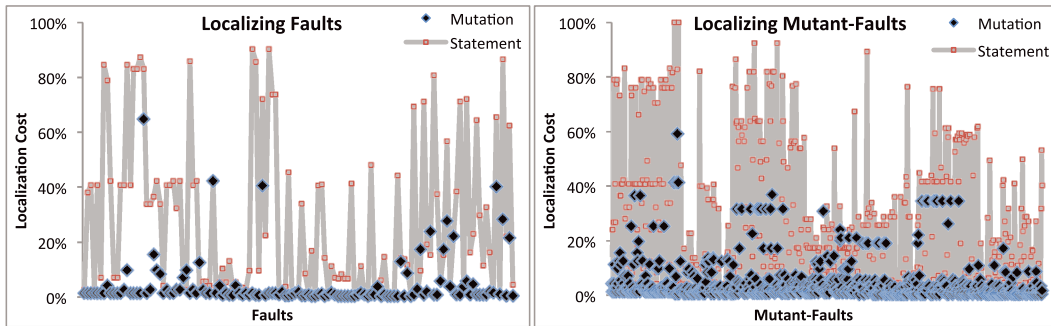 Localizing Faults
Mutation
Statement
100%
80%
60%
40%
20%
0%
Localization Cost
Faults
Localizing Mutant-Faults
Mutation
Statement
100%
80%
60%
40%
20%
0%
Localization Cost
Mutant-Faults